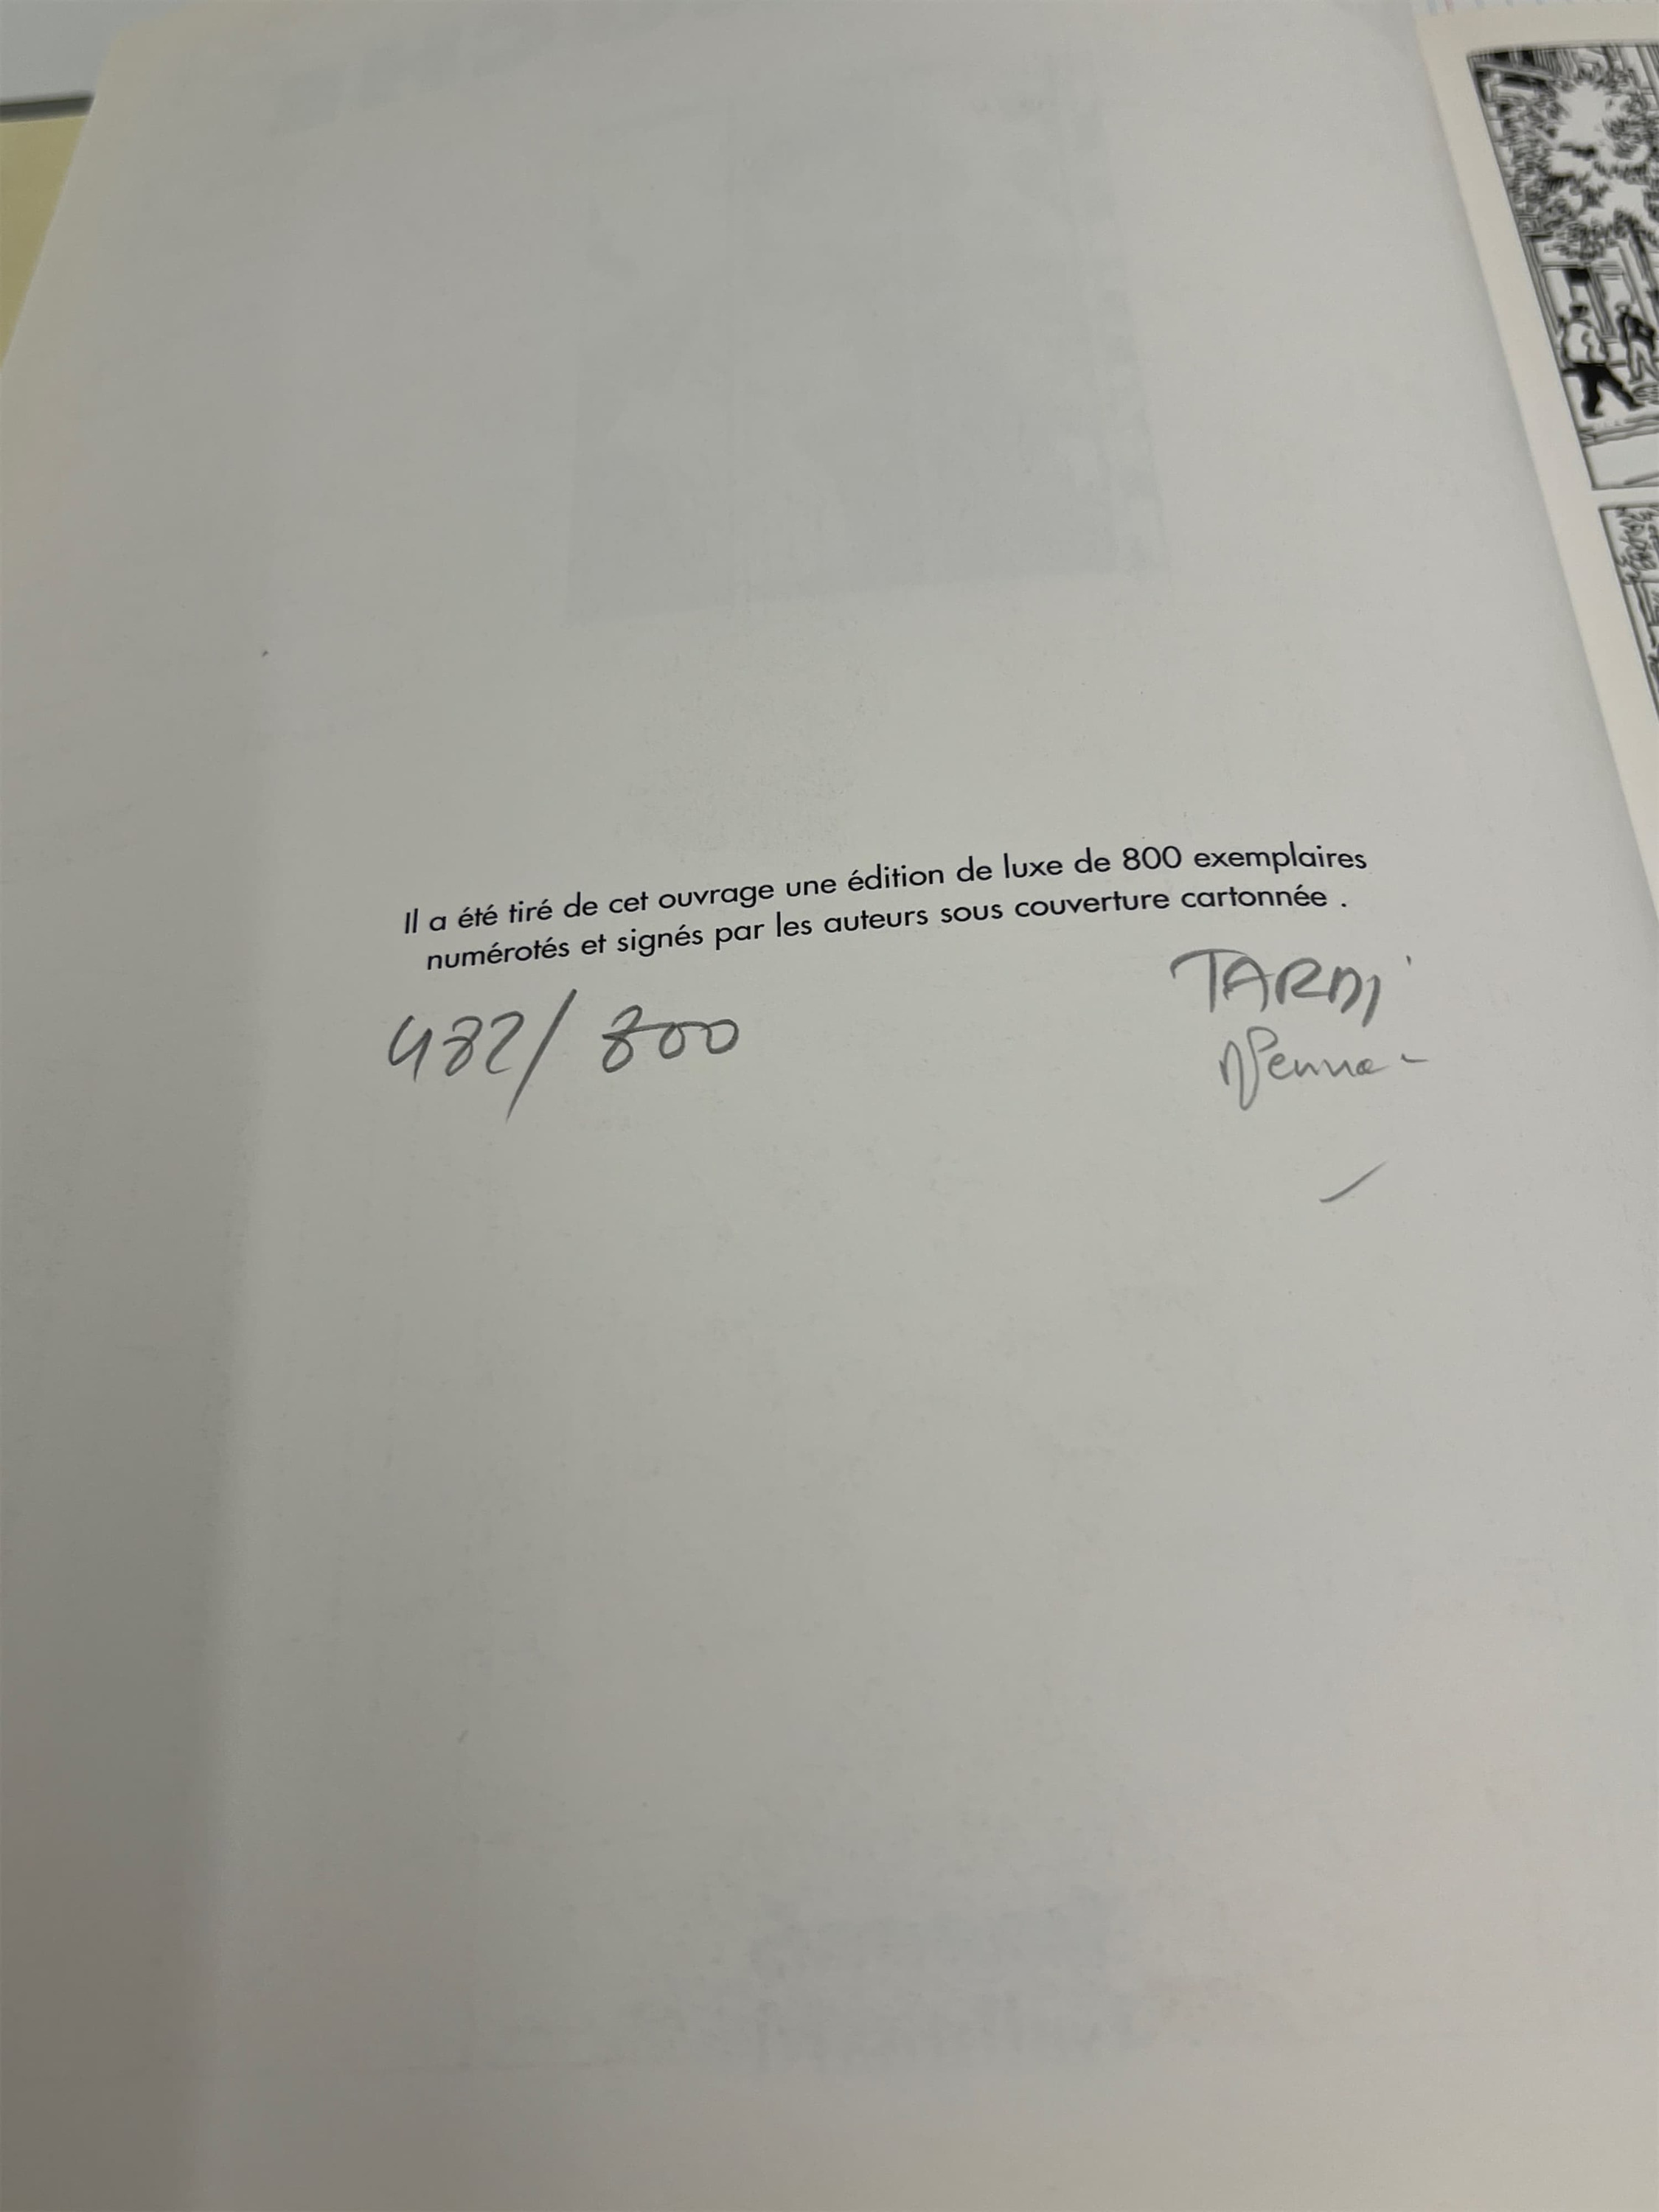 Il a été tiré de cet ouvrage une édition de luxe de 800 exemplaires
numérotés et signés par les auteurs sous couverture cartonnée .
482/800
TARDI
DPennac